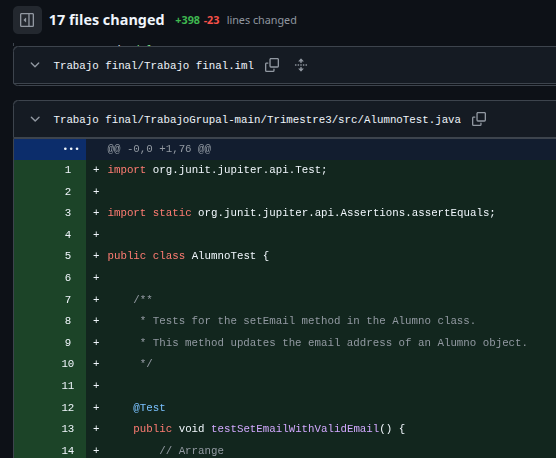 17 files changed +398 -23 lines changed
Trabajo final/Trabajo final.iml
Trabajo final/TrabajoGrupal-main/Trimestre3/src/AlumnoTest.java
... @@ -0,0 +1,76 @@
1 + import org.junit.jupiter.api.Test;
2 +
3 + import static org.junit.jupiter.api.Assertions.assertEquals;
4 +
5 + public class AlumnoTest {
6 +
7 + /**
8 + * Tests for the setEmail method in the Alumno class.
9 + * This method updates the email address of an Alumno object.
10 + */
11 +
12 + @Test
13 + public void testSetEmailWithValidEmail() {
14 + // Arrange